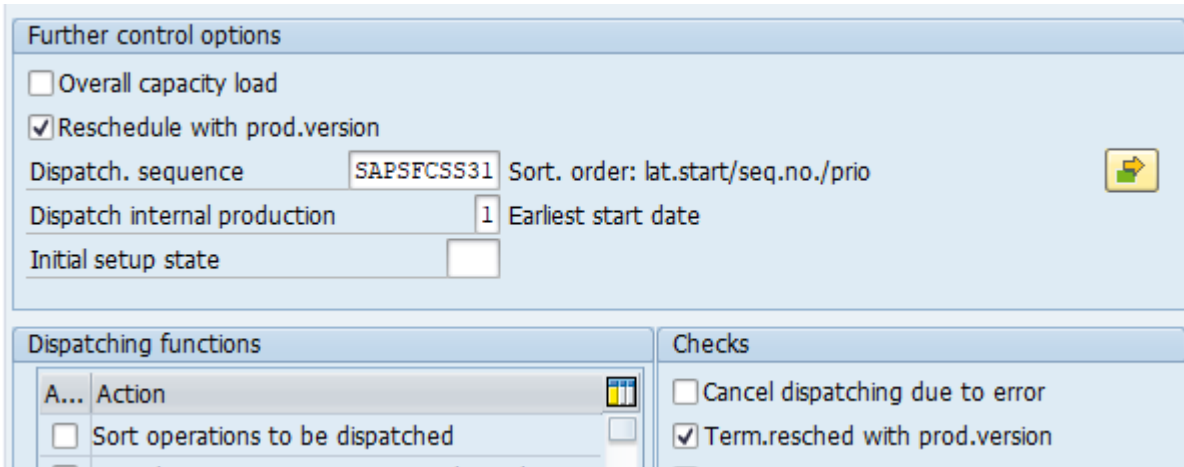 Further control options
Overall capacity load
Reschedule with prod.version
Dispatch. sequence SAPSFCSS31 Sort. order: lat.start/seq.no./prio
Dispatch internal production 1 Earliest start date
Initial setup state
Dispatching functions
A... Action
Sort operations to be dispatched
Checks
Cancel dispatching due to error
Term.resched with prod.version